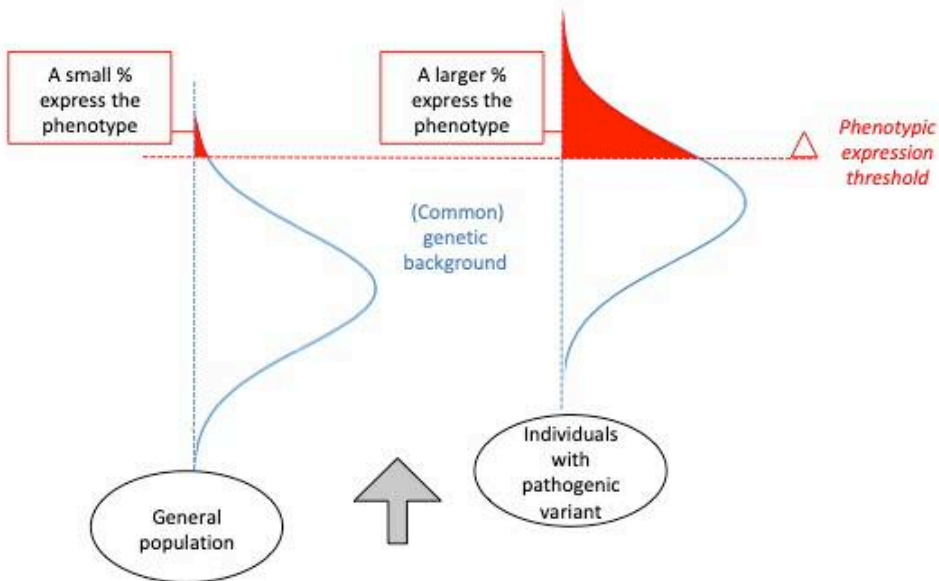 A small %
express the
phenotype
A larger %
express the
phenotype
Phenotypic
expression
threshold
(Common)
genetic
background
General
population
Individuals
with
pathogenic
variant